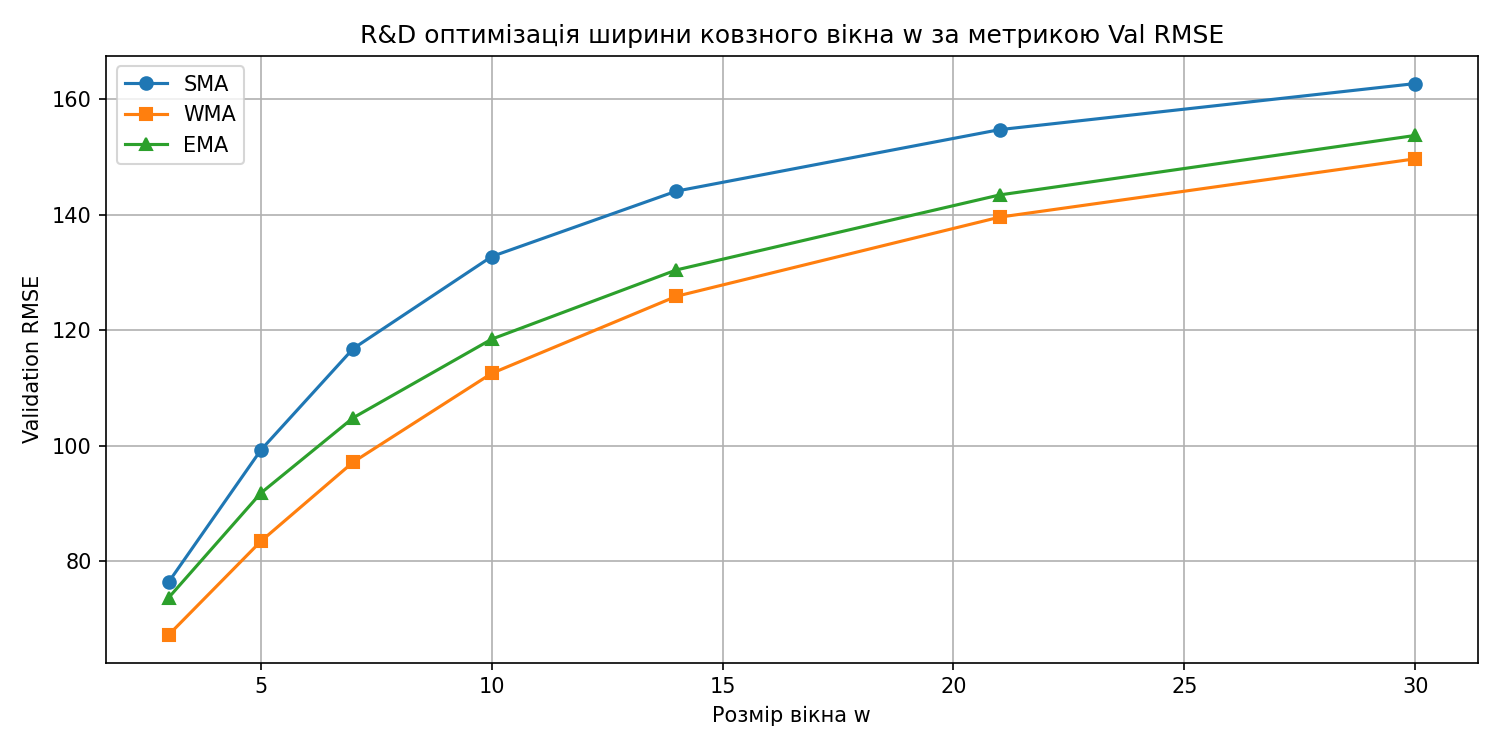 R&D оптимізація ширини ковзного вікна w за метрикою Val RMSE
SMA
WMA
EMA
Validation RMSE
160
140
120
100
80
5 10 15 20 25 30
Розмір вікна w